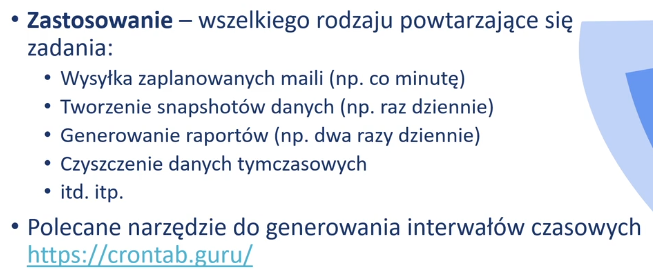 • Zastosowanie – wszelkiego rodzaju powtarzające się
zadania:
• Wysyłka zaplanowanych maili (np. co minutę)
• Tworzenie snapshotów danych (np. raz dziennie)
• Generowanie raportów (np. dwa razy dziennie)
• Czyszczenie danych tymczasowych
• itd. itp.
• Polecane narzędzie do generowania interwałów czasowych
https://crontab.guru/